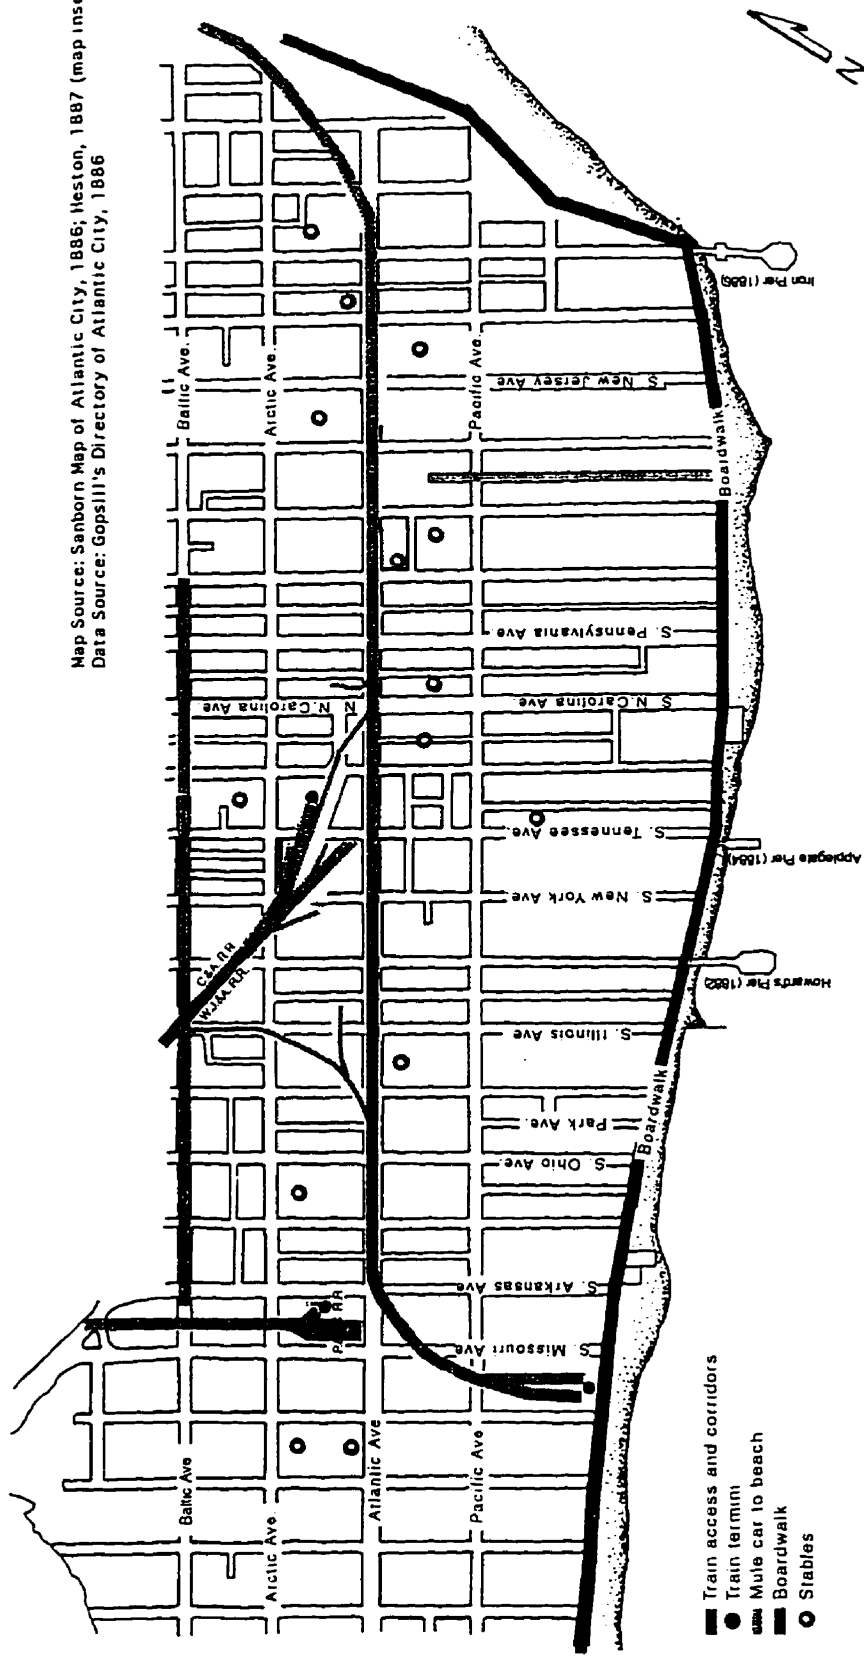 Map Source: Sanborn Map of Atlantic City, 1886; Heston, 1887 (map inse
Data Source: Gopsill's Directory of Atlantic City, 1886
Baltic Ave.
Arctic Ave.
Pacific Ave.
S. New Jersey Ave
Iron Pier (1886)
Boardwalk
S. Pennsylvania Ave.
N. Carolina Ave
S. N.Carolina Ave
S. Tennessee Ave.
Applegate Pier (1884)
S. New York Ave
C&A.R.R.
W.J.&A.R.R.
Howard's Pier (1882)
S. Illinois Ave
Park Ave.
Boardwalk
S. Ohio Ave.
S. Arkansas Ave
R.R.
S. Missouri Ave
Baltic Ave
Arctic Ave.
Atlantic Ave
Pacific Ave
Train access and corridors
Train termini
Mule car to beach
Boardwalk
Stables
N